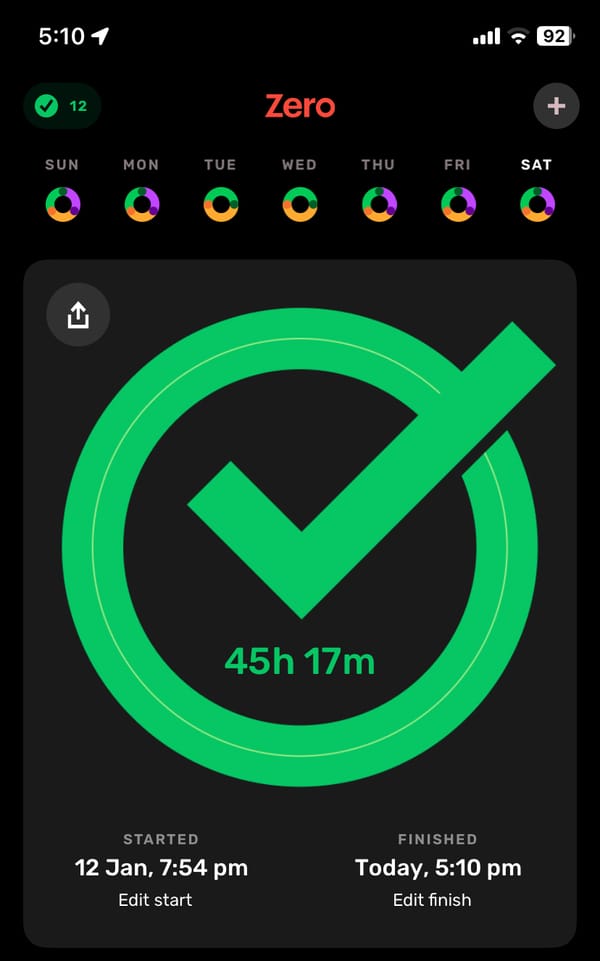 5:10 92
12 Zero
SUN MON TUE WED THU FRI SAT
45h 17m
STARTED FINISHED
12 Jan, 7:54 pm Today, 5:10 pm
Edit start Edit finish